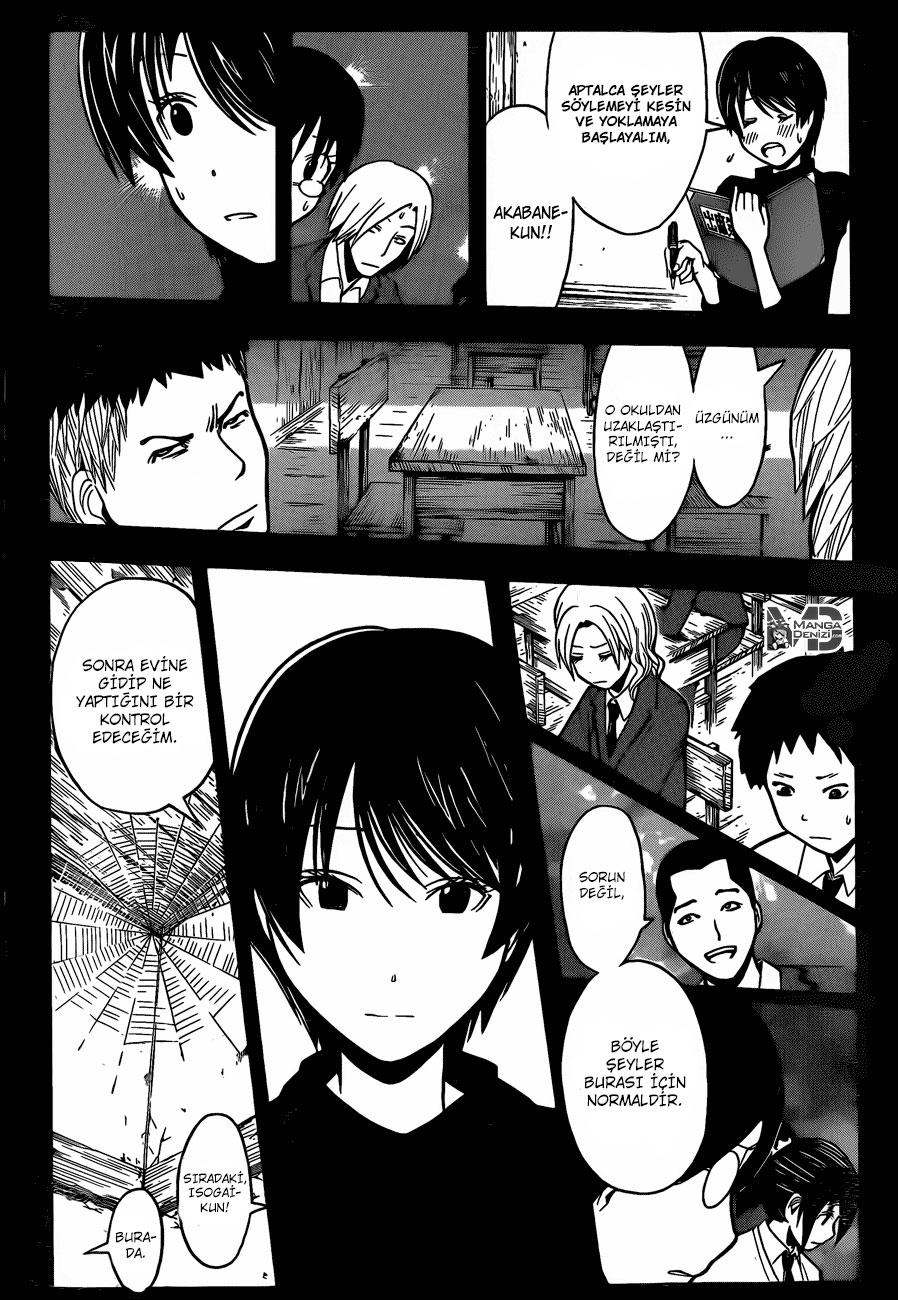 APTALCA ŞEYLER
SÖYLEMEYİ KESİN
VE YOKLAMAYA
BAŞLAYALIM,
AKABANE-
KUN!!
ÜZGÜNÜM
...
O OKULDAN
UZAKLAŞTI-
RILMIŞTI,
DEĞİL Mİ?
MD
MANGA
DENİZİ.com
SORUN
DEĞİL,
BÖYLE
ŞEYLER
BURASI İÇİN
NORMALDİR.
SONRA EVİNE
GİDİP NE
YAPTIĞINI BİR
KONTROL
EDECEĞİM.
SIRADAKİ,
ISOGAİ-
KUN!
BURA-
DA.